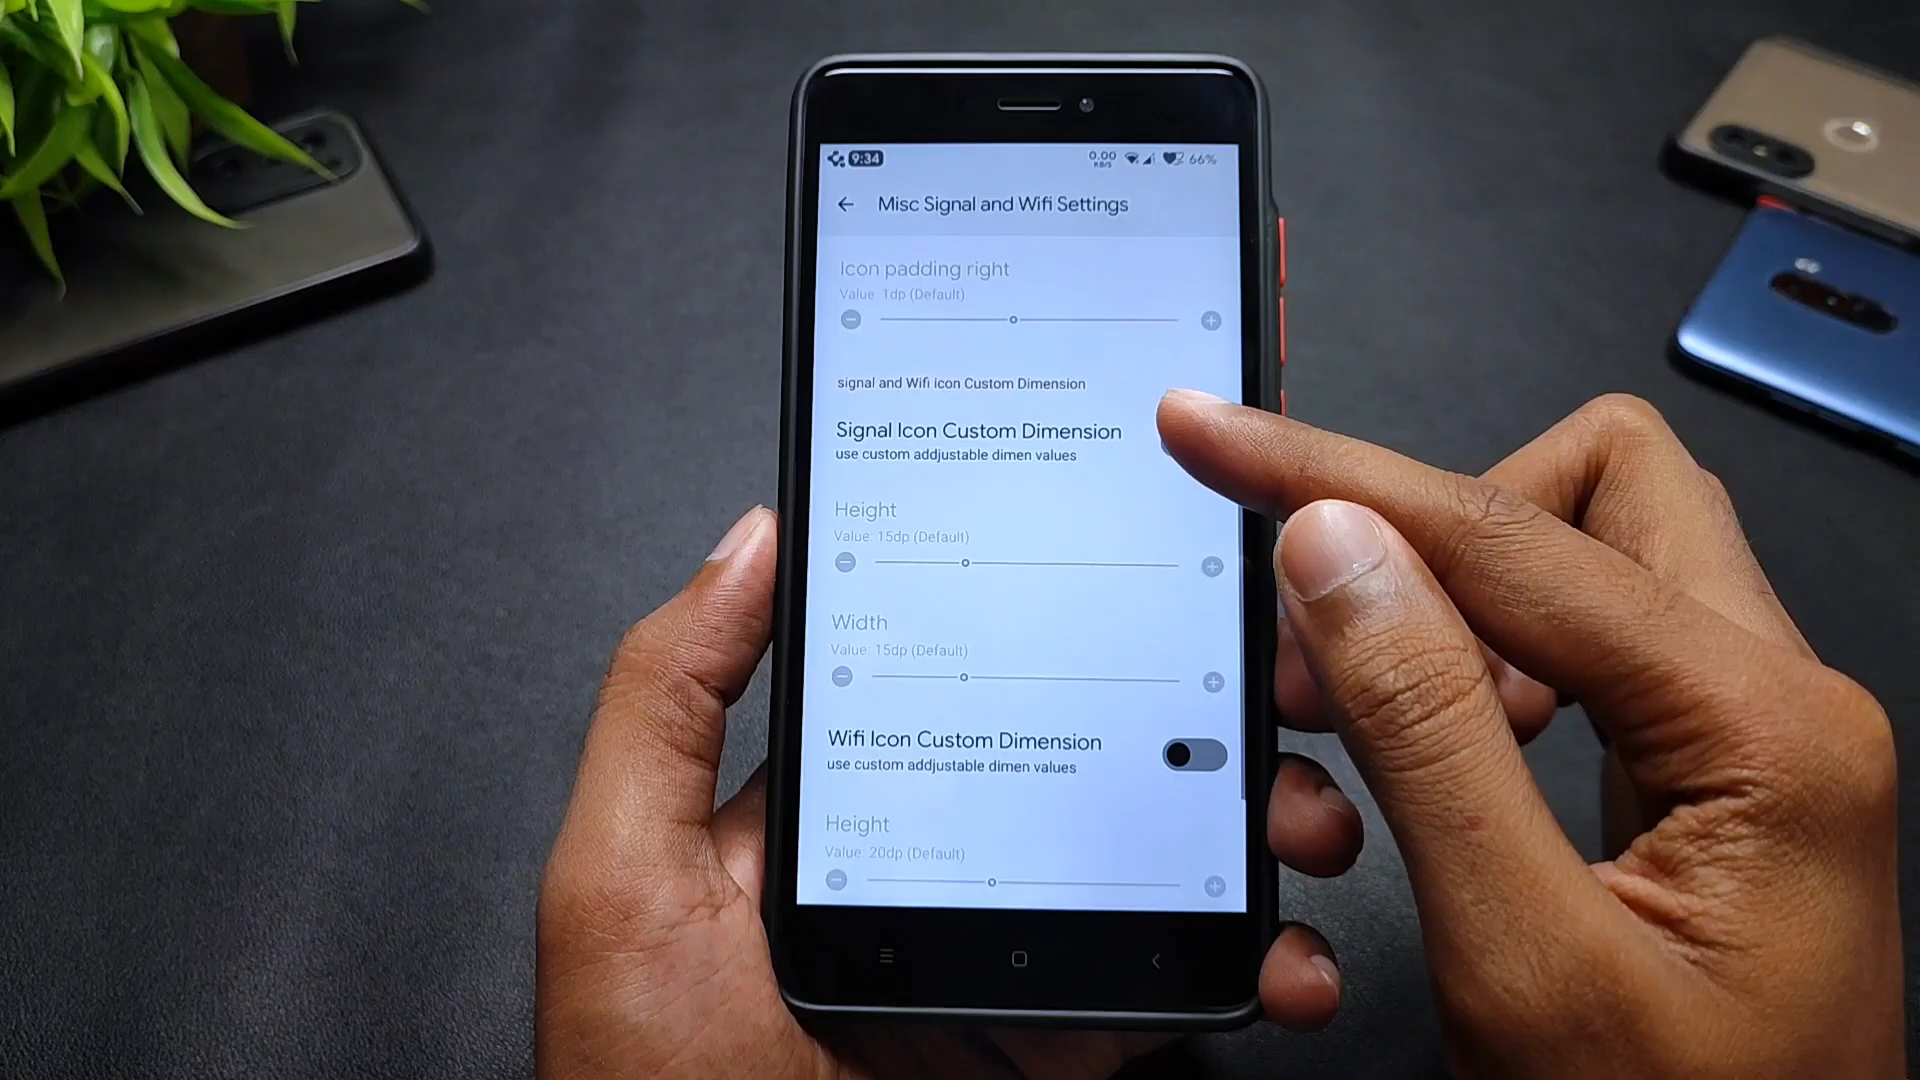 9:34
0.00
KB/S
66%
Misc Signal and Wifi Settings
Icon padding right
Value: 1dp (Default)
signal and Wifi icon Custom Dimension
Signal Icon Custom Dimension
use custom addjustable dimen values
Height
Value: 15dp (Default)
Width
Value: 15dp (Default)
Wifi Icon Custom Dimension
use custom addjustable dimen values
Height
Value: 20dp (Default)